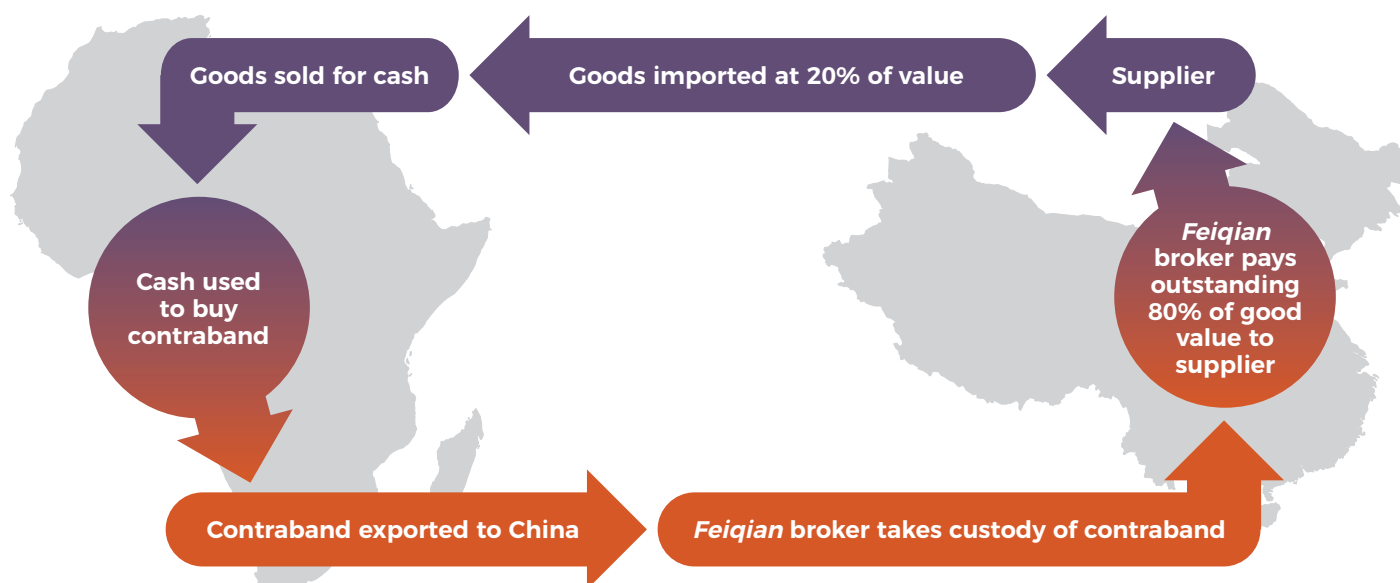 Goods sold for cash
Goods imported at 20% of value
Supplier
Cash used
to buy
contraband
Feiqian
broker pays
outstanding
80% of good
value to
supplier
Contraband exported to China
Feiqian broker takes custody of contraband